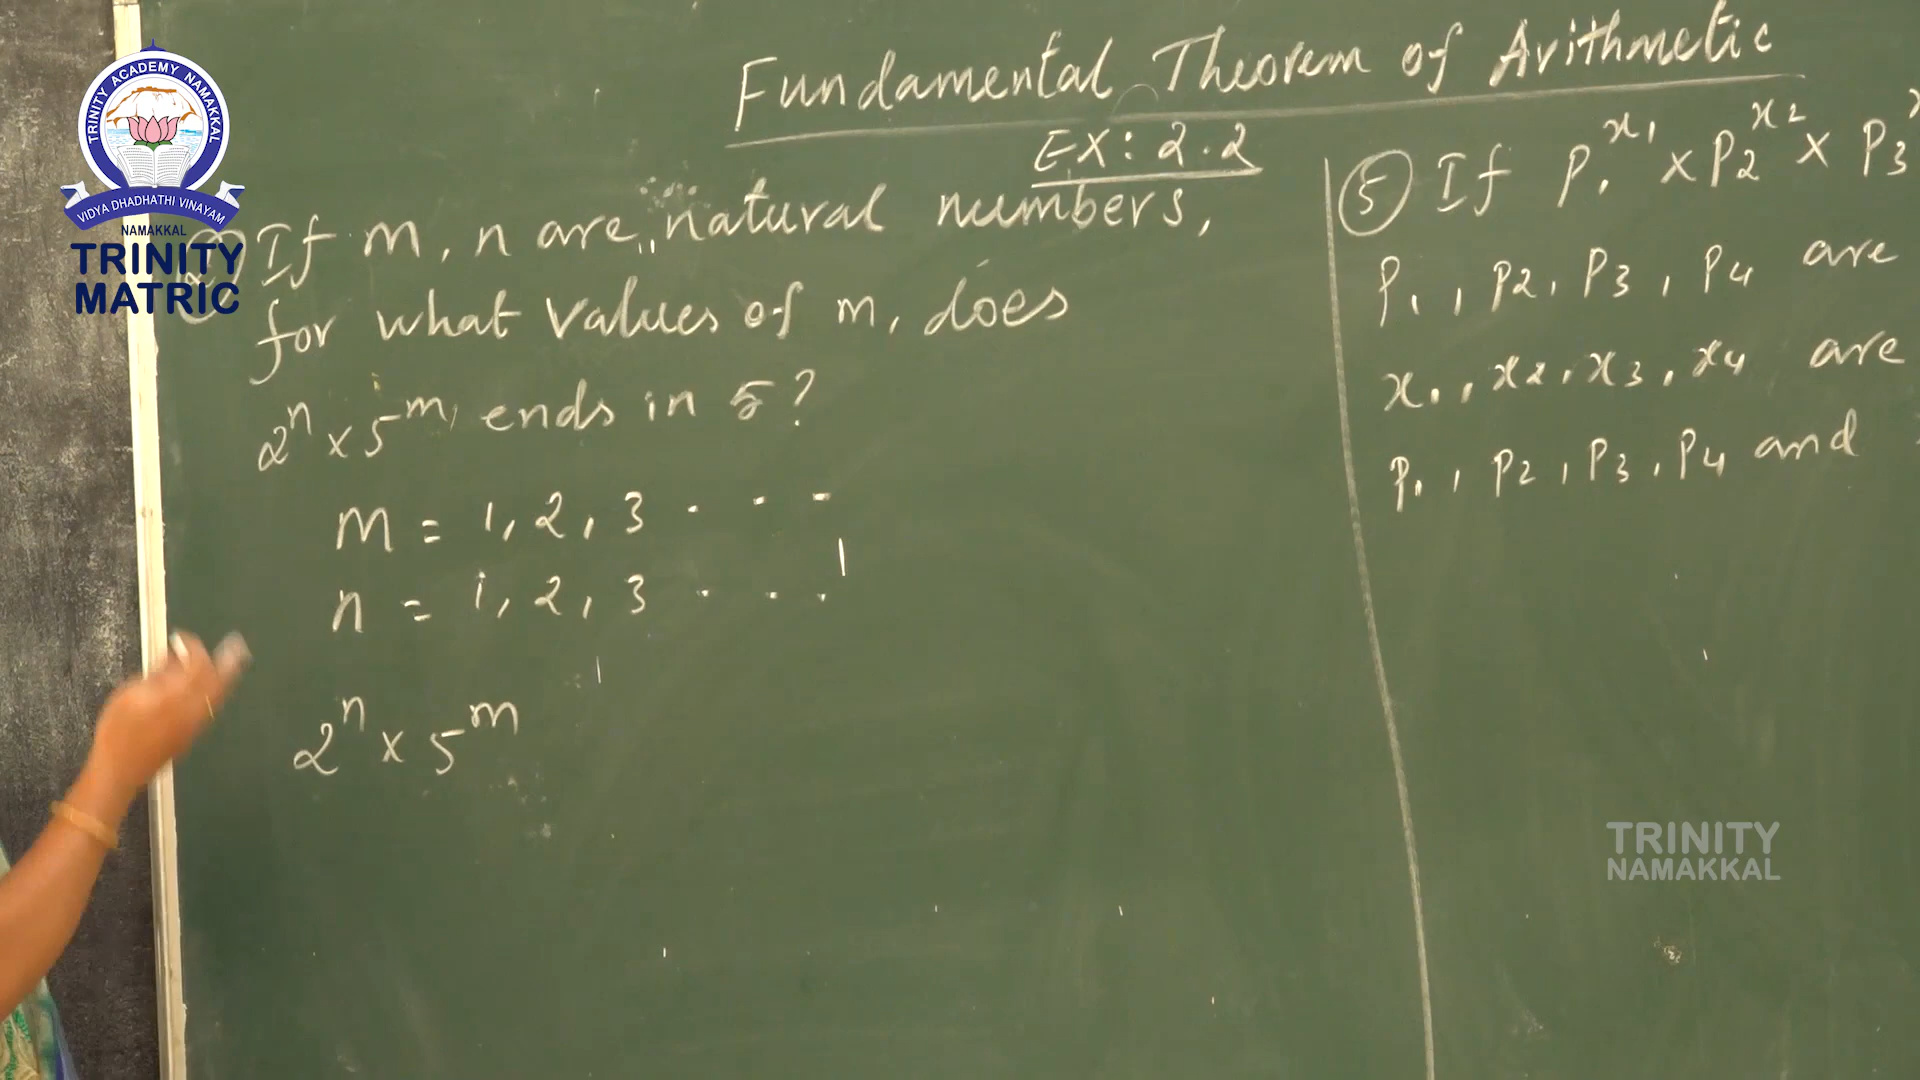 TRINITY ACADEMY NAMAKKAL
VIDYA DHADHATHI VINAYAM
NAMAKKAL
TRINITY
MATRIC
Fundamental Theorem of Arithmetic
EX: 2.2
If m, n are natural numbers,
for what values of m, does
2ⁿ × 5ᵐ ends in 5?
m = 1, 2, 3 . . .
n = 1, 2, 3 . . .
2ⁿ × 5ᵐ
⑤ If P₁^x₁ × P₂^x₂ × P₃
P₁, P₂, P₃, P₄ are
x₁, x₂, x₃, x₄ are
P₁, P₂, P₃, P₄ and
TRINITY
NAMAKKAL